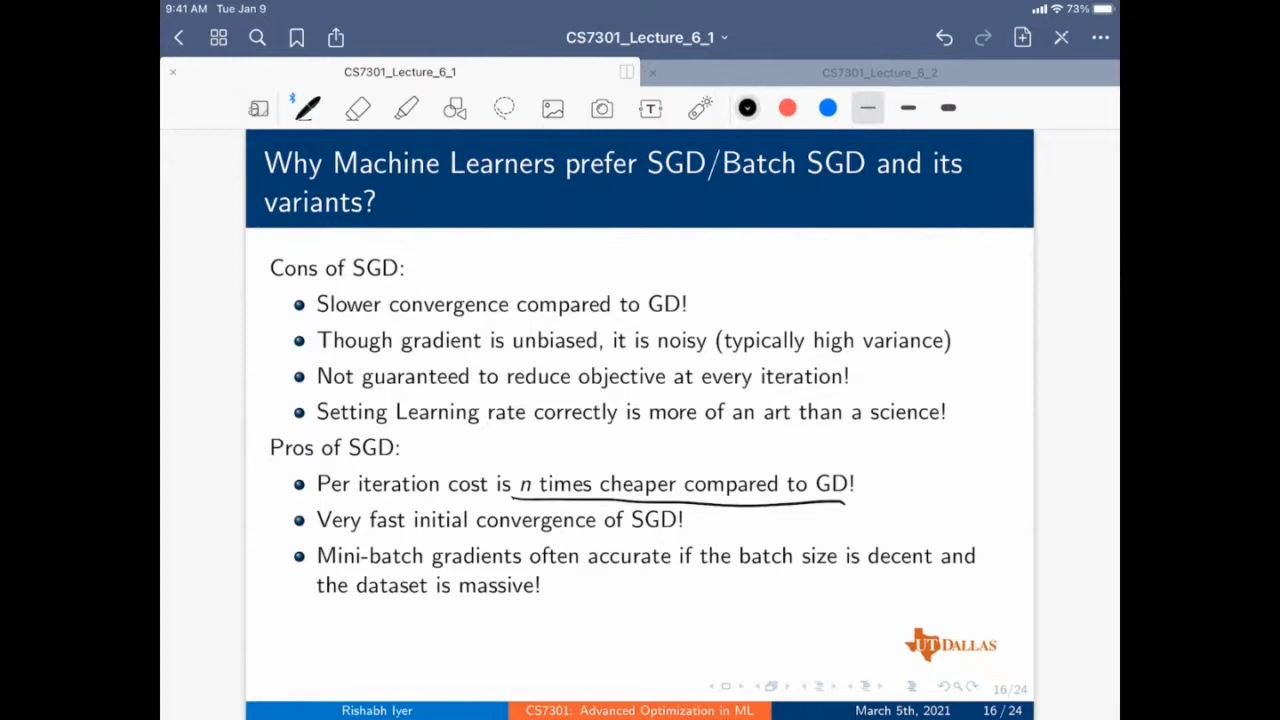 9:41 AM Tue Jan 9
73%
CS7301_Lecture_6_1
CS7301_Lecture_6_1
CS7301_Lecture_6_2
T
Why Machine Learners prefer SGD/Batch SGD and its
variants?
Cons of SGD:
Slower convergence compared to GD!
Though gradient is unbiased, it is noisy (typically high variance)
Not guaranteed to reduce objective at every iteration!
Setting Learning rate correctly is more of an art than a science!
Pros of SGD:
Per iteration cost is n times cheaper compared to GD!
Very fast initial convergence of SGD!
Mini-batch gradients often accurate if the batch size is decent and
the dataset is massive!
UT DALLAS
16/24
Rishabh Iyer
CS7301: Advanced Optimization in ML
March 5th, 2021
16 / 24